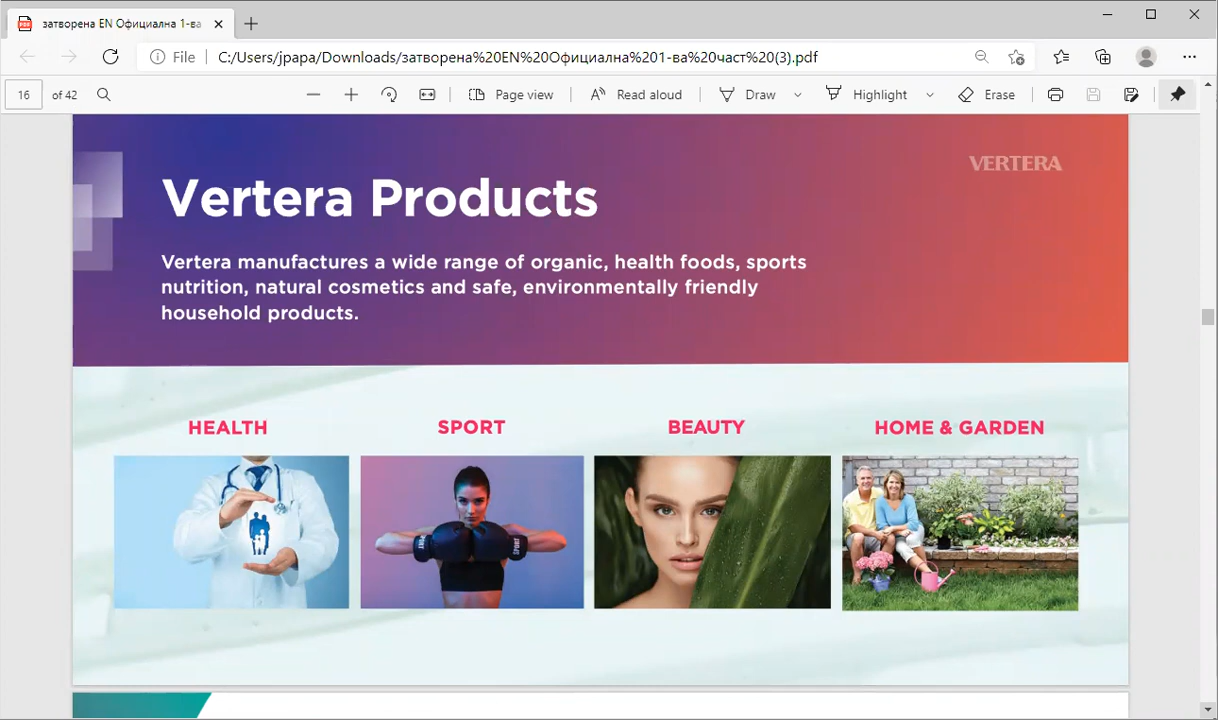 затворена EN Официална 1-ва
File
C:/Users/jpapa/Downloads/затворена%20EN%20Официална%201-ва%20част%20(3).pdf
16 of 42
Page view
Read aloud
Draw
Highlight
Erase
VERTERA
Vertera Products
Vertera manufactures a wide range of organic, health foods, sports
nutrition, natural cosmetics and safe, environmentally friendly
household products.
HEALTH
SPORT
BEAUTY
HOME & GARDEN
SPORT